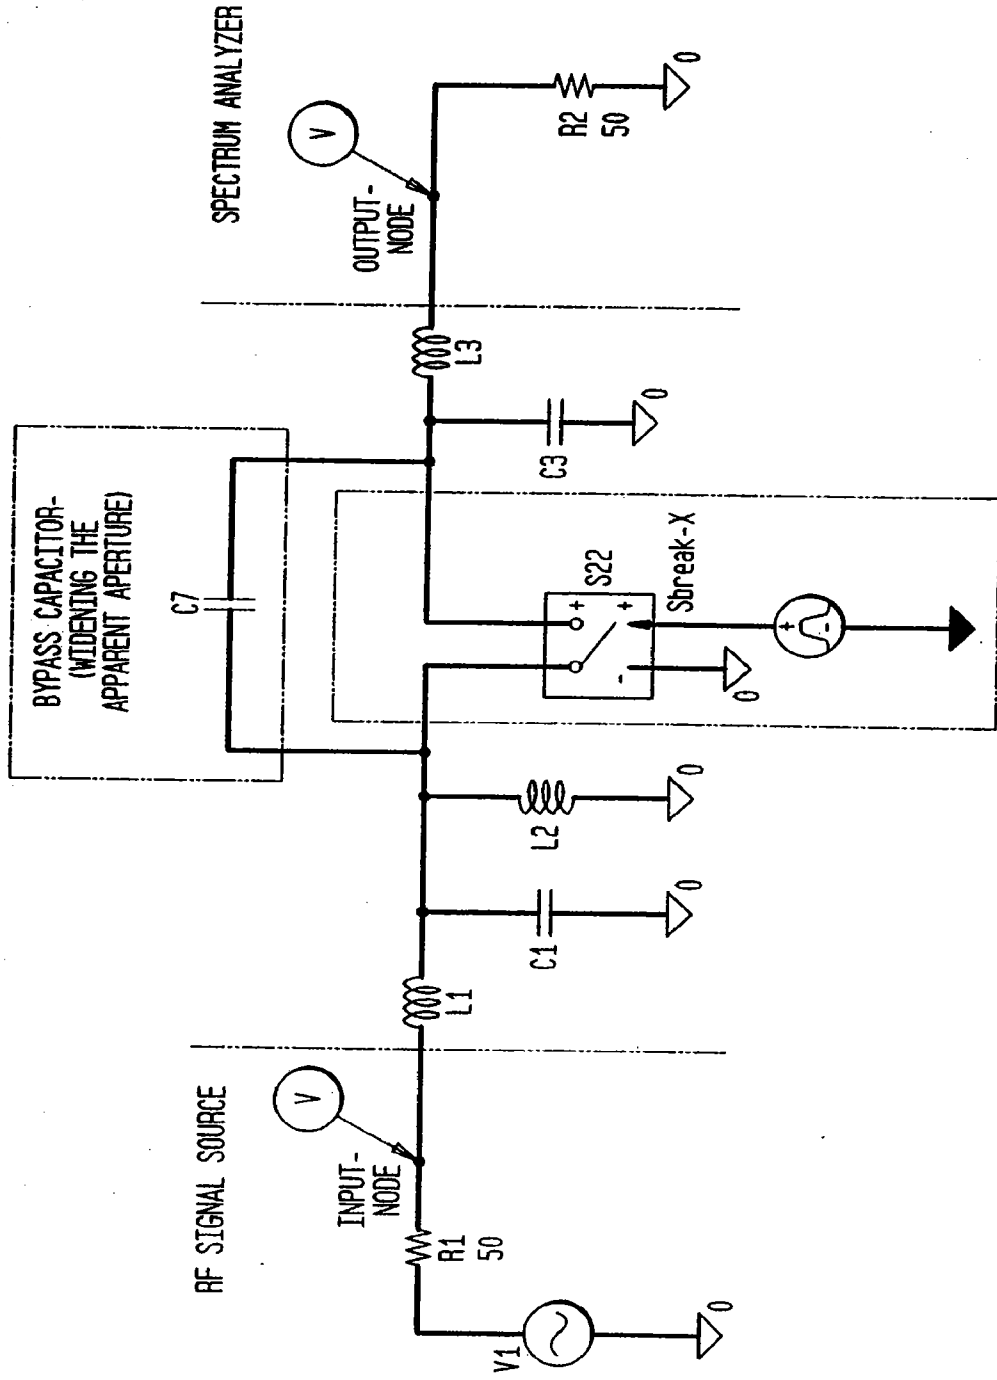 SPECTRUM ANALYZER
V
OUTPUT-
NODE
R2
50
0
L3
C3
0
BYPASS CAPACITOR-
(WIDENING THE
APPARENT APERTURE)
C7
S22
Sbreak-X
+
+
-
0
+
-
L2
0
C1
0
L1
RF SIGNAL SOURCE
V
INPUT-
NODE
R1
50
V1
0